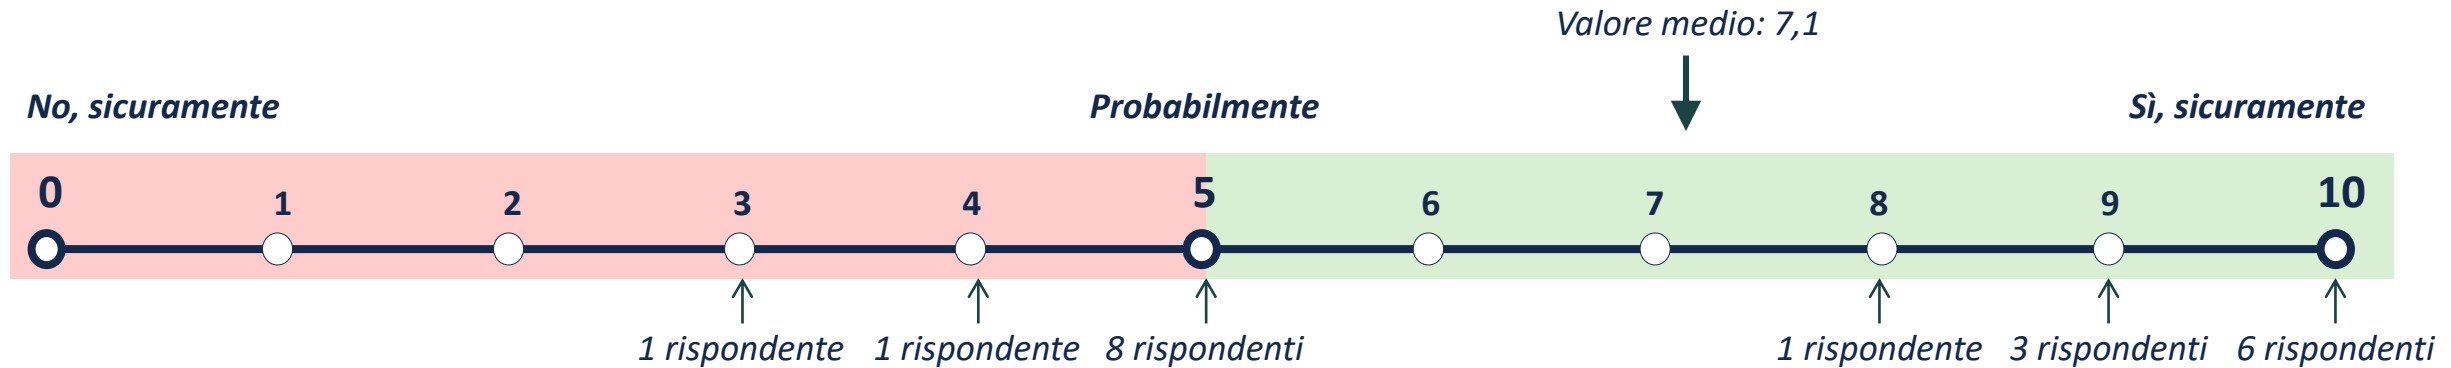 Valore medio: 7,1
No, sicuramente
Probabilmente
Sì, sicuramente
0
1
2
3
4
5
6
7
8
9
10
1 rispondente
1 rispondente
8 rispondenti
1 rispondente
3 rispondenti
6 rispondenti